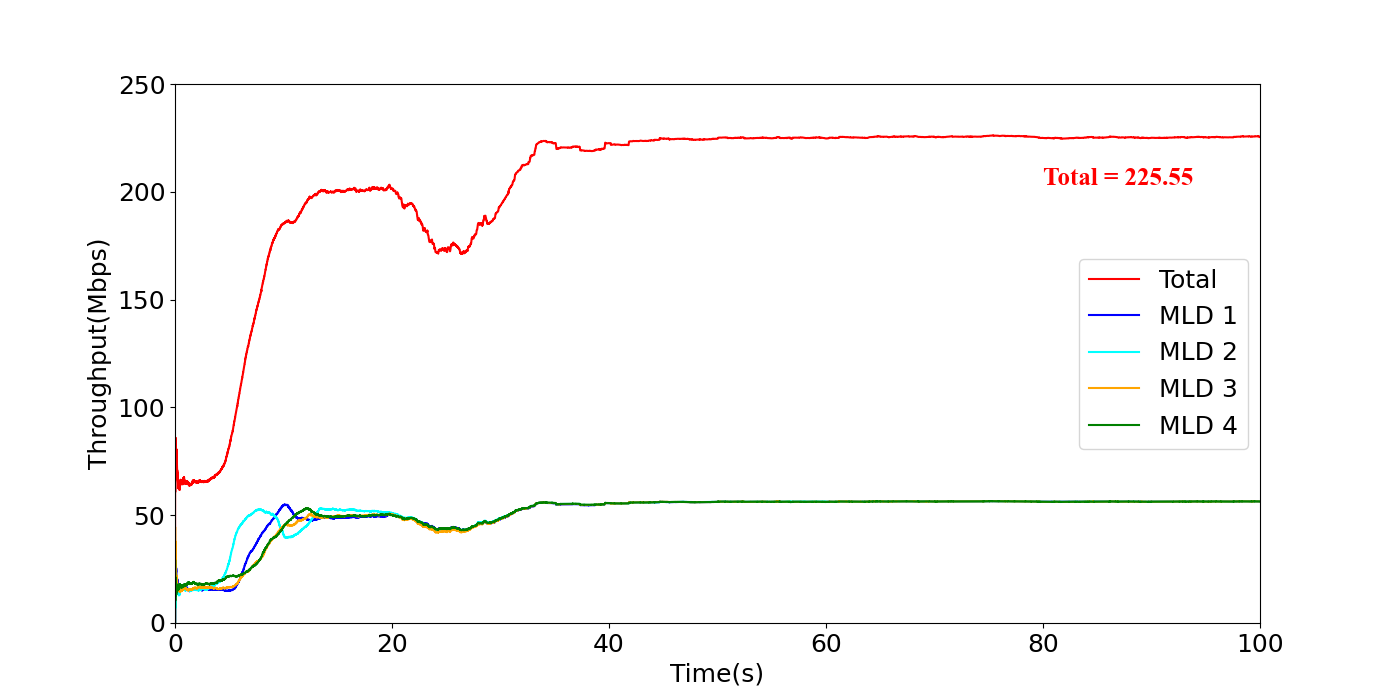 250
200
150
100
50
0
Throughput(Mbps)
Total = 225.55
Total
MLD 1
MLD 2
MLD 3
MLD 4
0 20 40 60 80 100
Time(s)